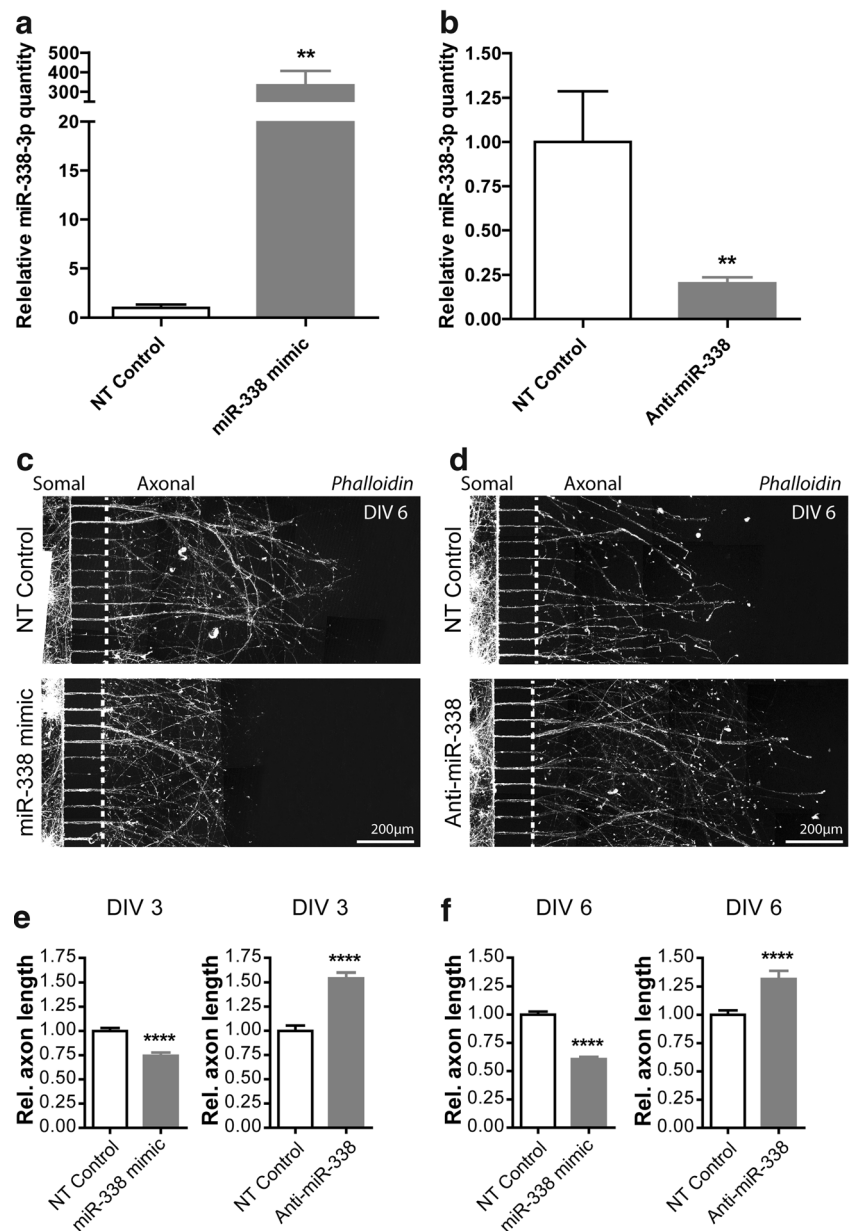 a
Relelative miR-338-3p quantity
500
400
300
20
15
10
5
0
**
NT Control
miR-338 mimic
b
Relelative miR-338-3p quantity
1.50
1.25
1.00
0.75
0.50
0.25
0.00
**
NT Control
Anti-miR-338
c
Somal
Axonal
Phalloidin
NT Control
DIV 6
miR-338 mimic
200µm
d
Somal
Axonal
Phalloidin
NT Control
DIV 6
Anti-miR-338
200µm
e
DIV 3
Rel. axon length
1.75
1.50
1.25
1.00
0.75
0.50
0.25
0.00
****
NT Control
miR-338 mimic
DIV 3
Rel. axon length
1.75
1.50
1.25
1.00
0.75
0.50
0.25
0.00
****
NT Control
Anti-miR-338
f
DIV 6
Rel. axon length
1.50
1.25
1.00
0.75
0.50
0.25
0.00
****
NT Control
miR-338 mimic
DIV 6
Rel. axon length
1.50
1.25
1.00
0.75
0.50
0.25
0.00
****
NT Control
Anti-miR-338